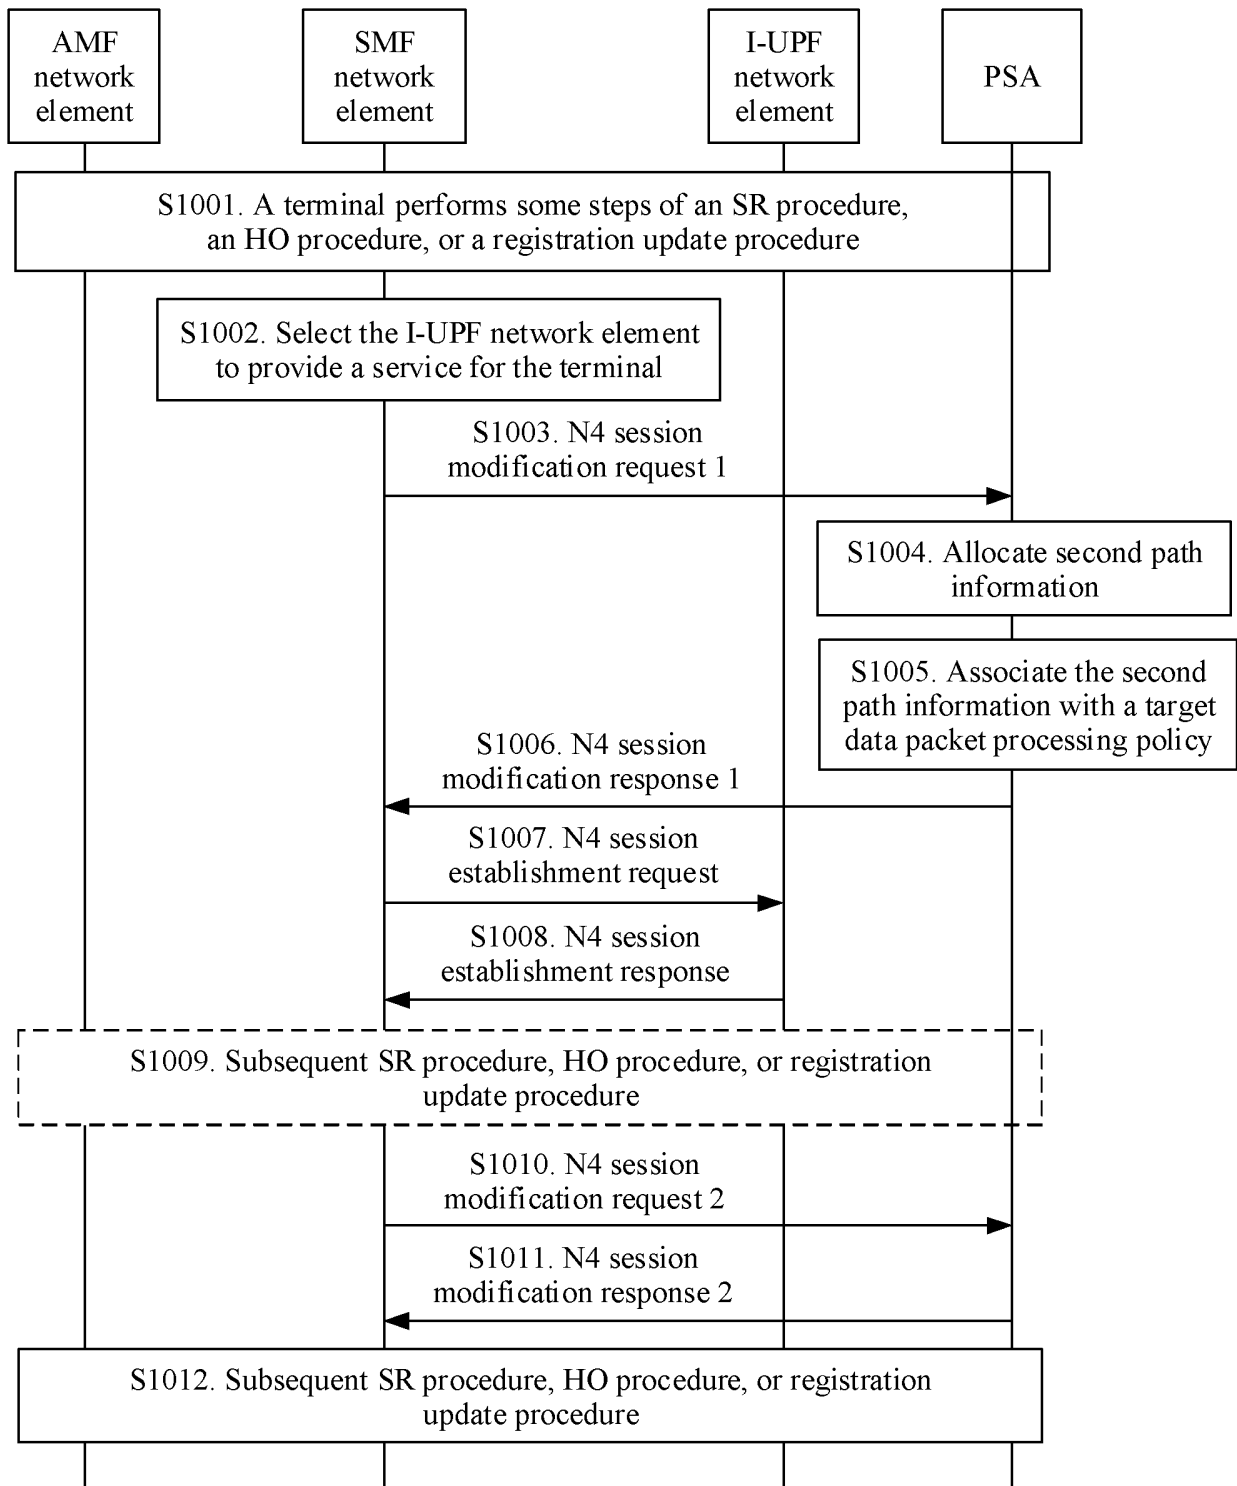 AMF
network
element
SMF
network
element
I-UPF
network
element
PSA
S1001. A terminal performs some steps of an SR procedure,
an HO procedure, or a registration update procedure
S1002. Select the I-UPF network element
to provide a service for the terminal
S1003. N4 session
modification request 1
S1004. Allocate second path
information
S1005. Associate the second
path information with a target
data packet processing policy
S1006. N4 session
modification response 1
S1007. N4 session
establishment request
S1008. N4 session
establishment response
S1009. Subsequent SR procedure, HO procedure, or registration
update procedure
S1010. N4 session
modification request 2
S1011. N4 session
modification response 2
S1012. Subsequent SR procedure, HO procedure, or registration
update procedure